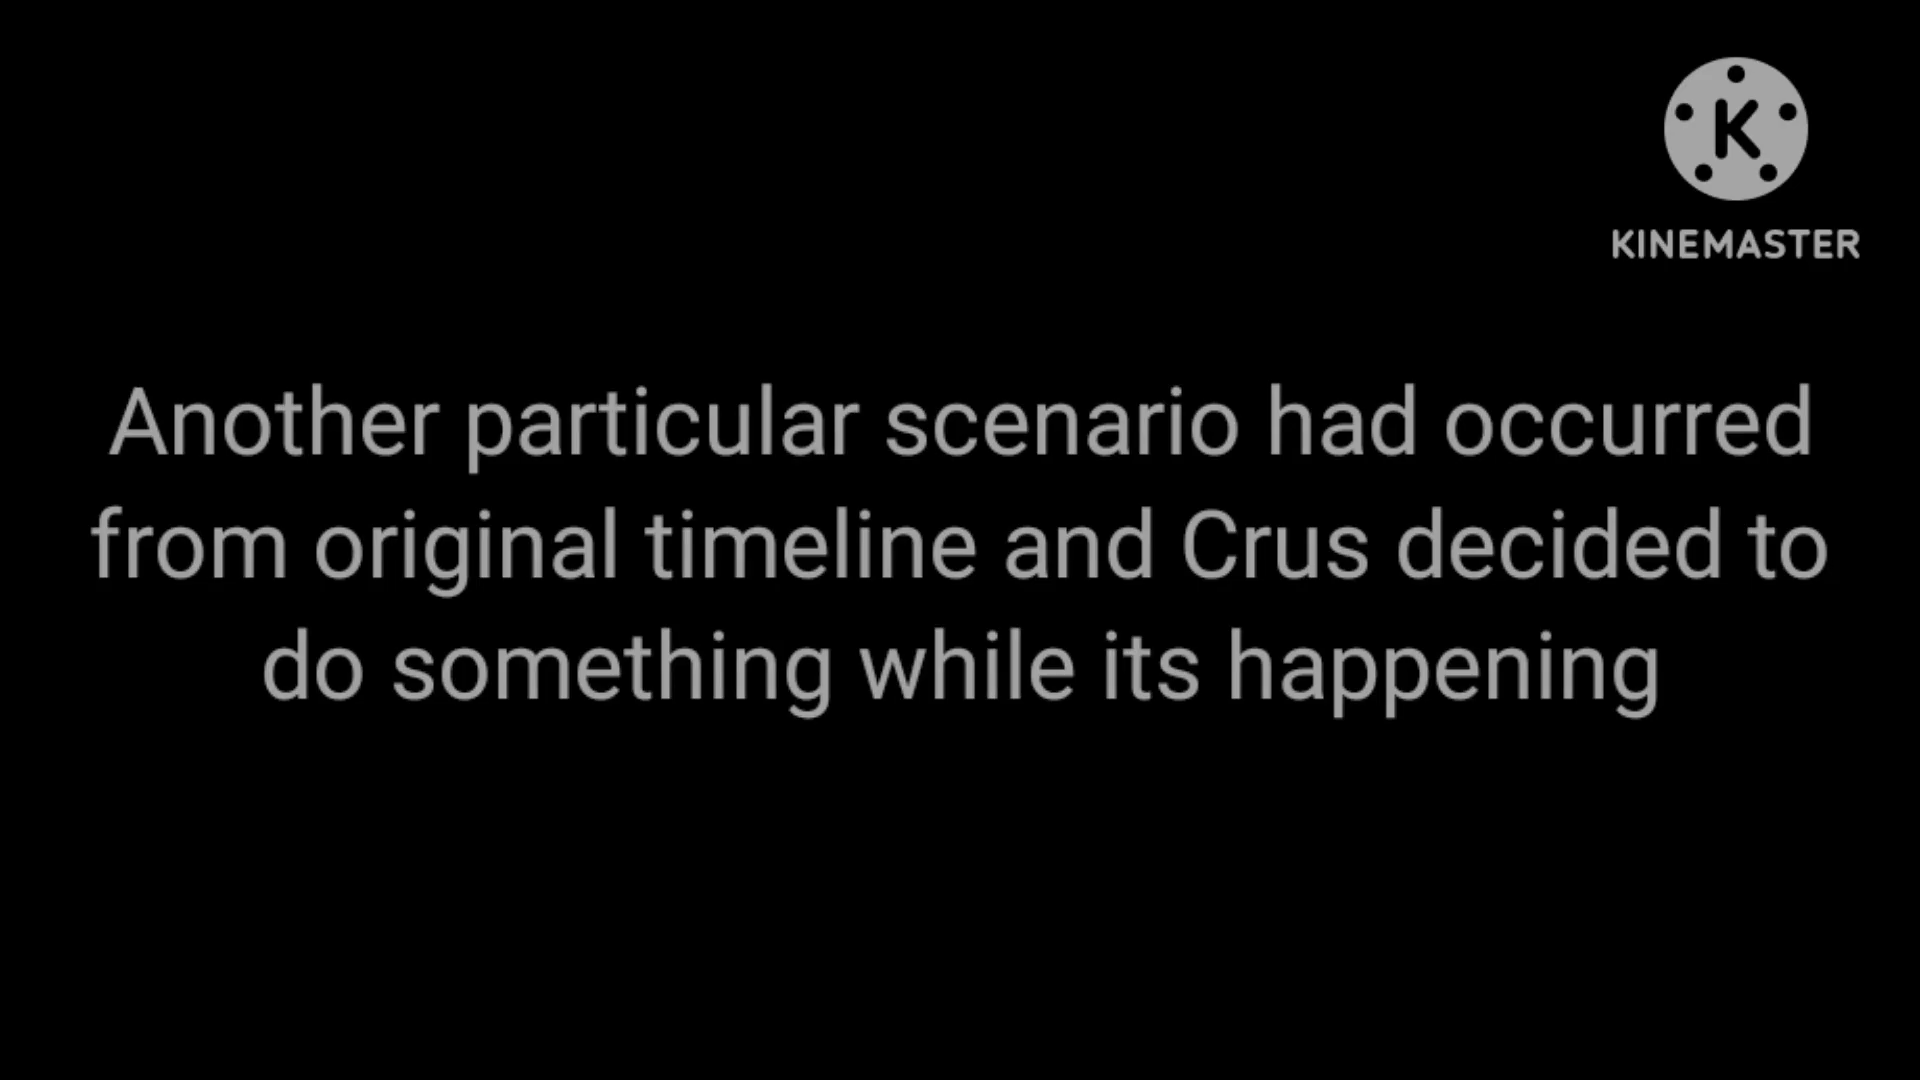 K
KINEMASTER
Another particular scenario had occurred
from original timeline and Crus decided to
do something while its happening